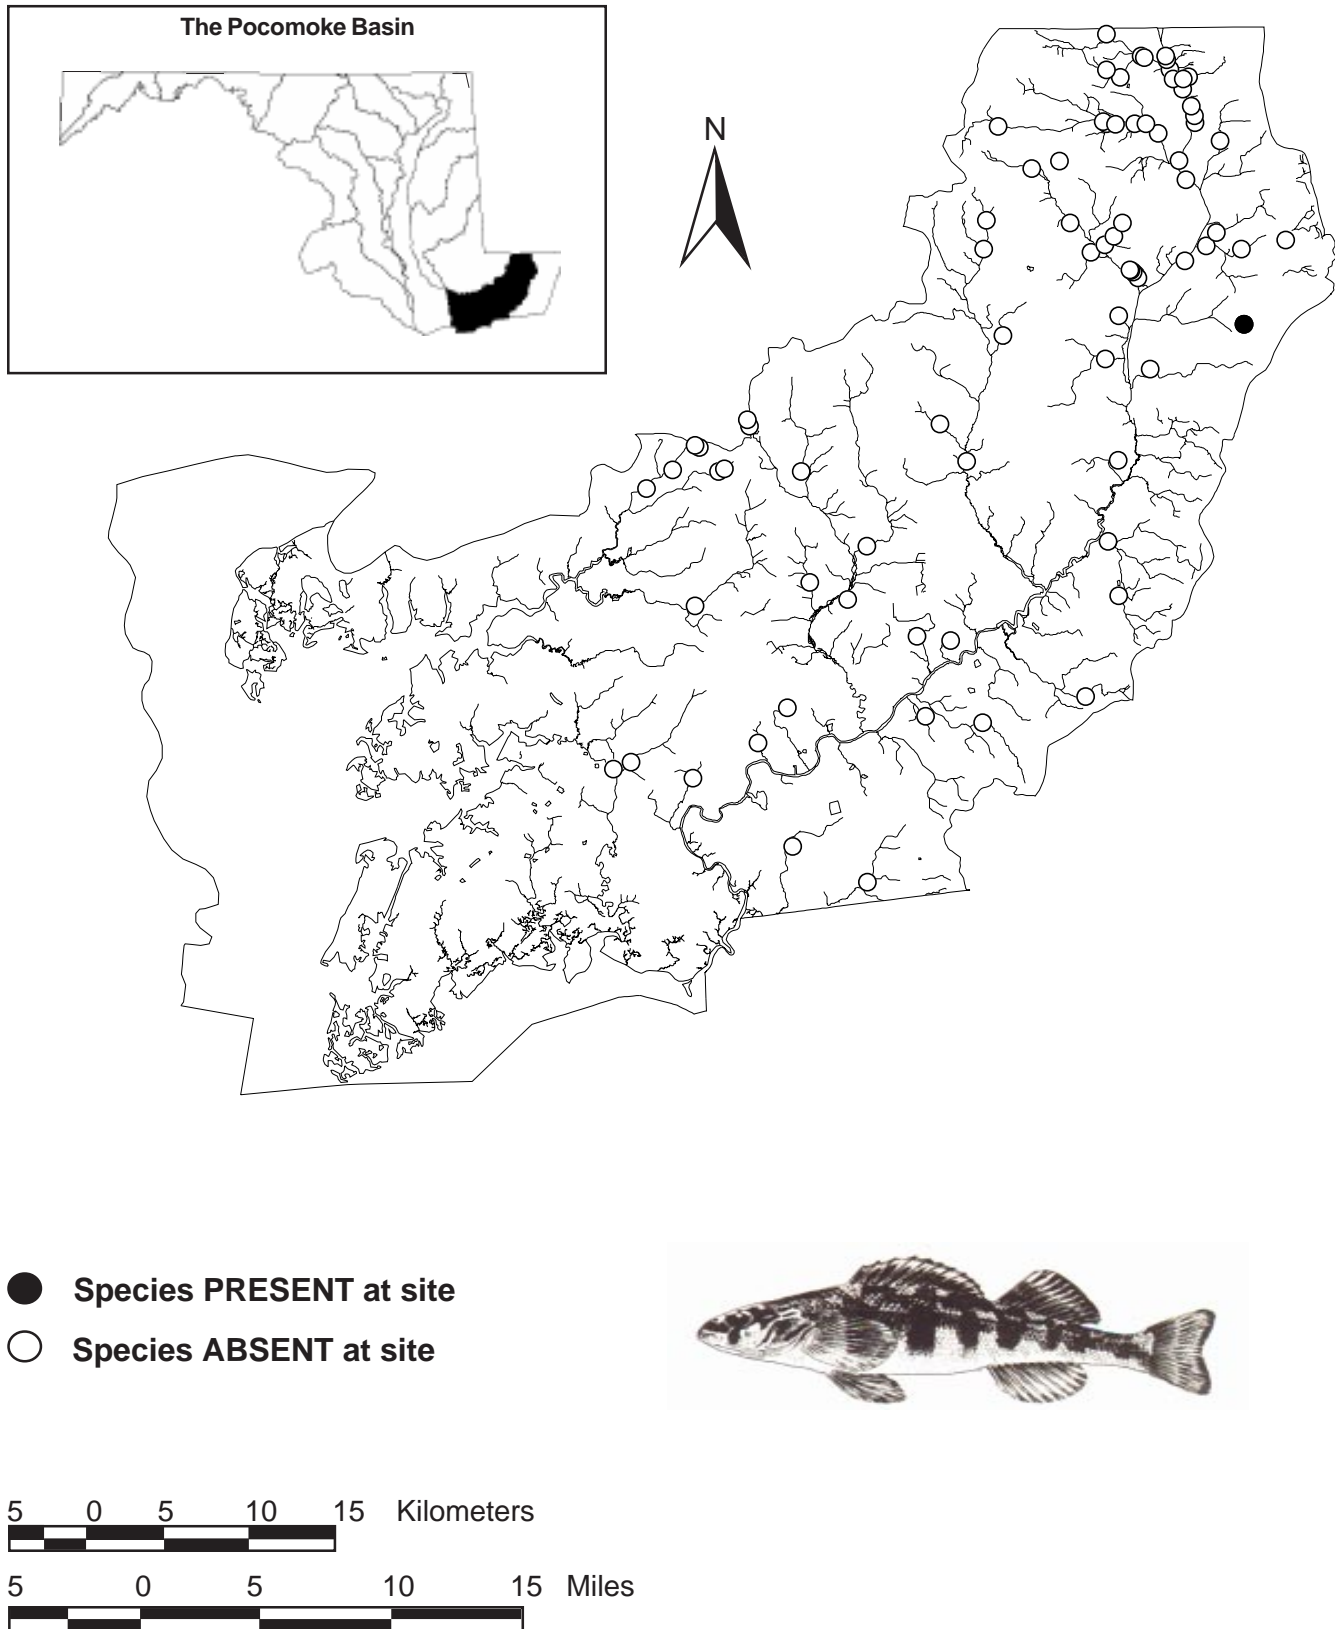 The Pocomoke Basin
N
Species PRESENT at site
Species ABSENT at site
5 0 5 10 15 Kilometers
5 0 5 10 15 Miles